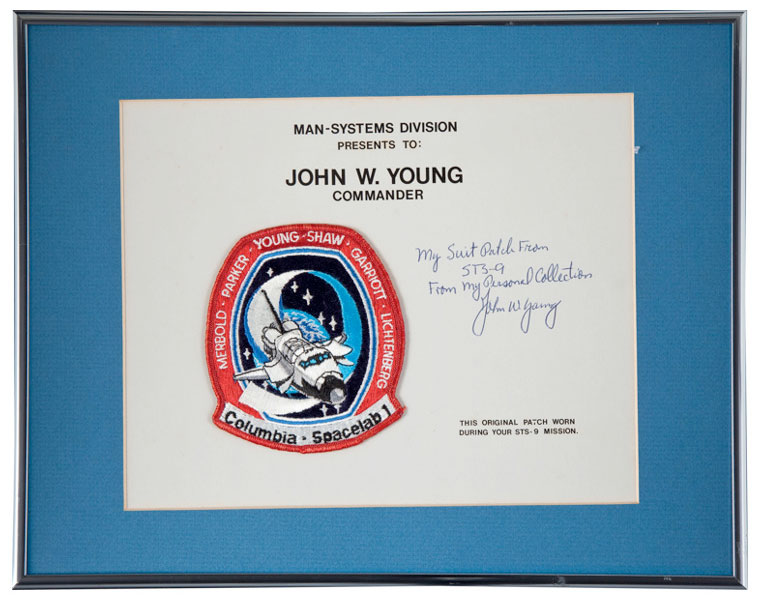 MAN-SYSTEMS DIVISION
PRESENTS TO:
JOHN W. YOUNG
COMMANDER
MERBOLD · PARKER · YOUNG · SHAW · GARRIOTT · LICHTENBERG
Columbia · Spacelab 1
My Suit Patch From
STS-9
From My Personal Collection
John W. Young
THIS ORIGINAL PATCH WORN
DURING YOUR STS-9 MISSION.